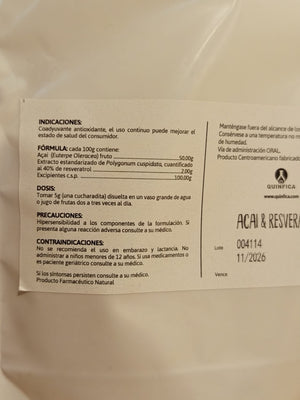 INDICACIONES:
Coadyuvante antioxidante, el uso continuo puede mejorar el
estado de salud del consumidor.
FÓRMULA: cada 100g contiene:
Açai (Euterpe Oleracea) fruto 50.00g
Extracto estandarizado de Polygonum cuspidata, cuantificado
al 40% de resveratrol 2.00g
Excipientes c.s.p. 100.00g
DOSIS:
Tomar 5g (una cucharadita) disuelta en un vaso grande de agua
o jugo de frutas dos a tres veces al día.
PRECAUCIONES:
Hipersensibilidad a los componentes de la formulación. Si
presenta alguna reacción adversa consulte a su médico.
CONTRAINDICACIONES:
No se recomienda el uso en embarazo y lactancia. No
administrar a niños menores de 12 años. Si usa medicamentos o
es paciente geriátrico consulte a su médico.
Si los síntomas persisten consulte a su médico.
Producto Farmacéutico Natural
Manténgase fuera del alcance de los
Consérvese a una temperatura no m
de humedad.
Vía de administración ORAL.
Producto Centroamericano fabricado
QUINFICA
www.quinfica.com
ACAI & RESVERA
Lote 004114
Vence 11/2026